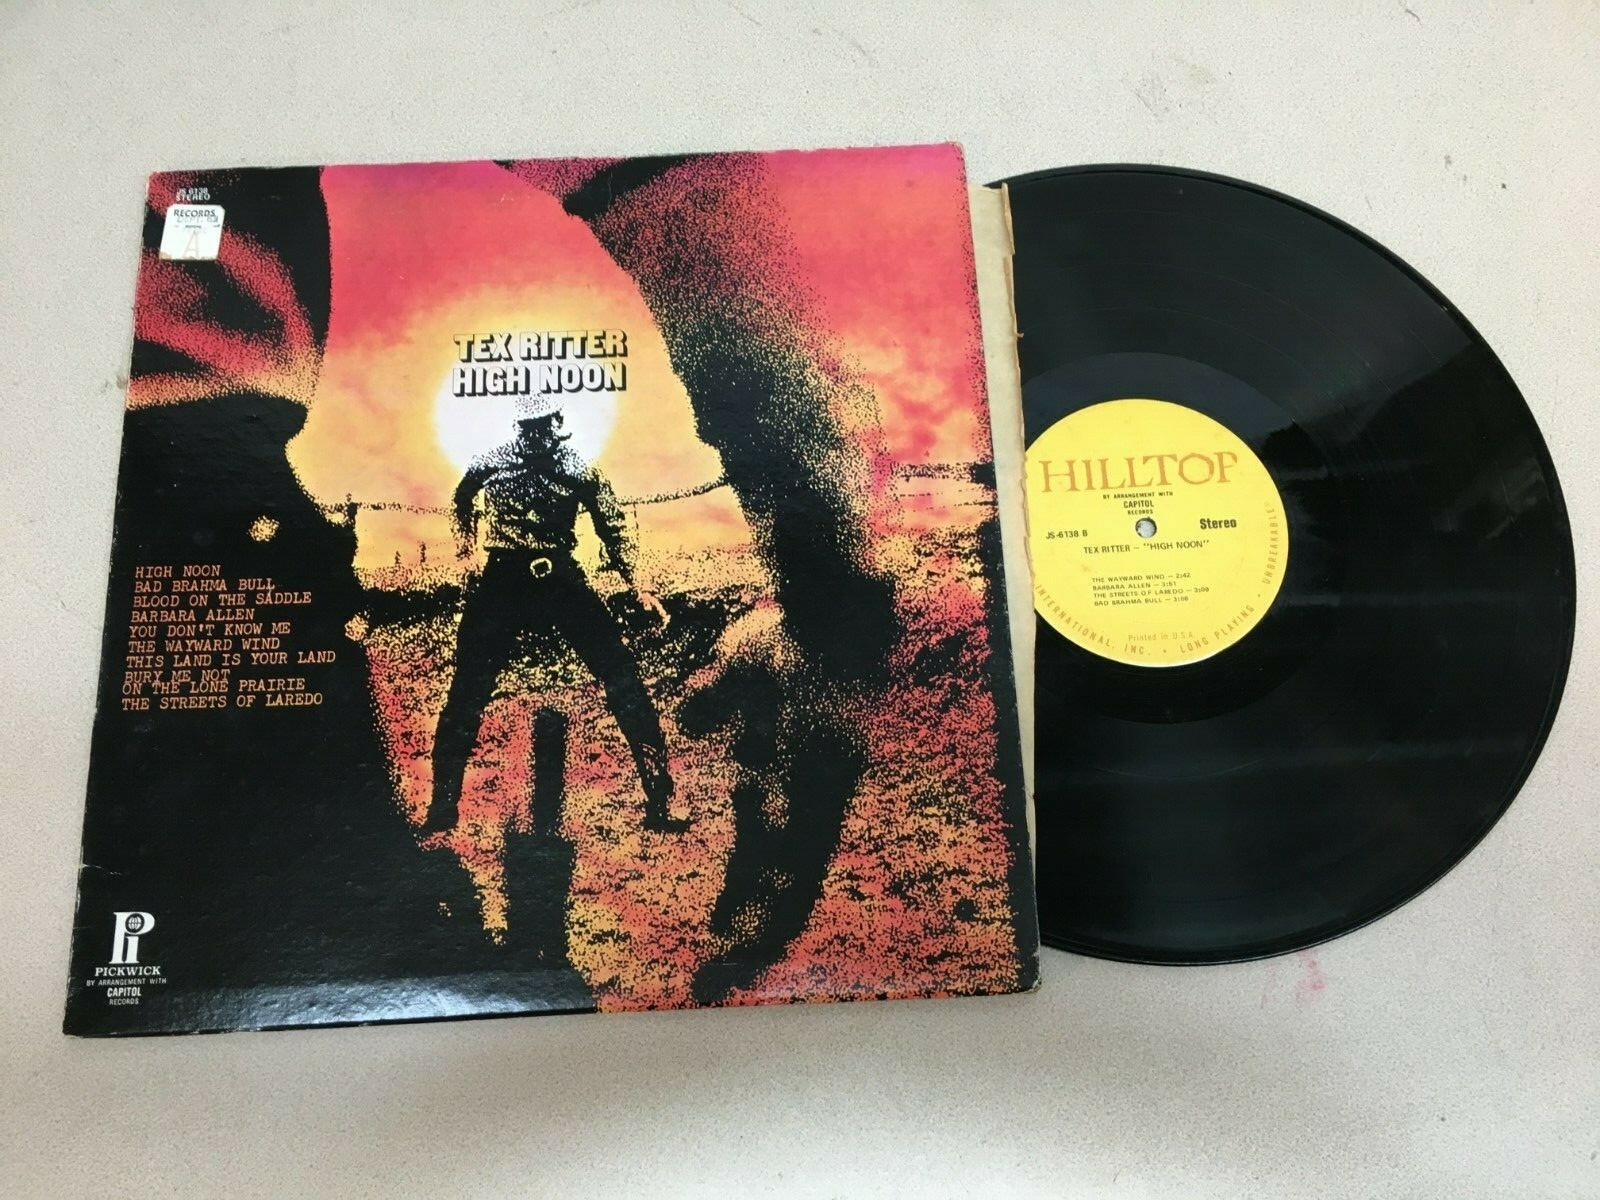 JS 6138
STEREO
RECORDS
A
TEX RITTER
HIGH NOON
HIGH NOON
BAD BRAHMA BULL
BLOOD ON THE SADDLE
BARBARA ALLEN
YOU DON'T KNOW ME
THE WAYWARD WIND
THIS LAND IS YOUR LAND
BURY ME NOT
ON THE LONE PRAIRIE
THE STREETS OF LAREDO
Pi
PICKWICK
BY ARRANGEMENT WITH
CAPITOL
RECORDS
HILLTOP
BY ARRANGEMENT WITH
CAPITOL
RECORDS
JS-6138 B
Stereo
TEX RITTER – "HIGH NOON"
THE WAYWARD WIND – 2:42
BARBARA ALLEN – 3:51
THE STREETS OF LAREDO – 3:09
BAD BRAHMA BULL – 3:06
Printed in U.S.A.
INTERNATIONAL, INC. • LONG PLAYING • UNBREAKABLE